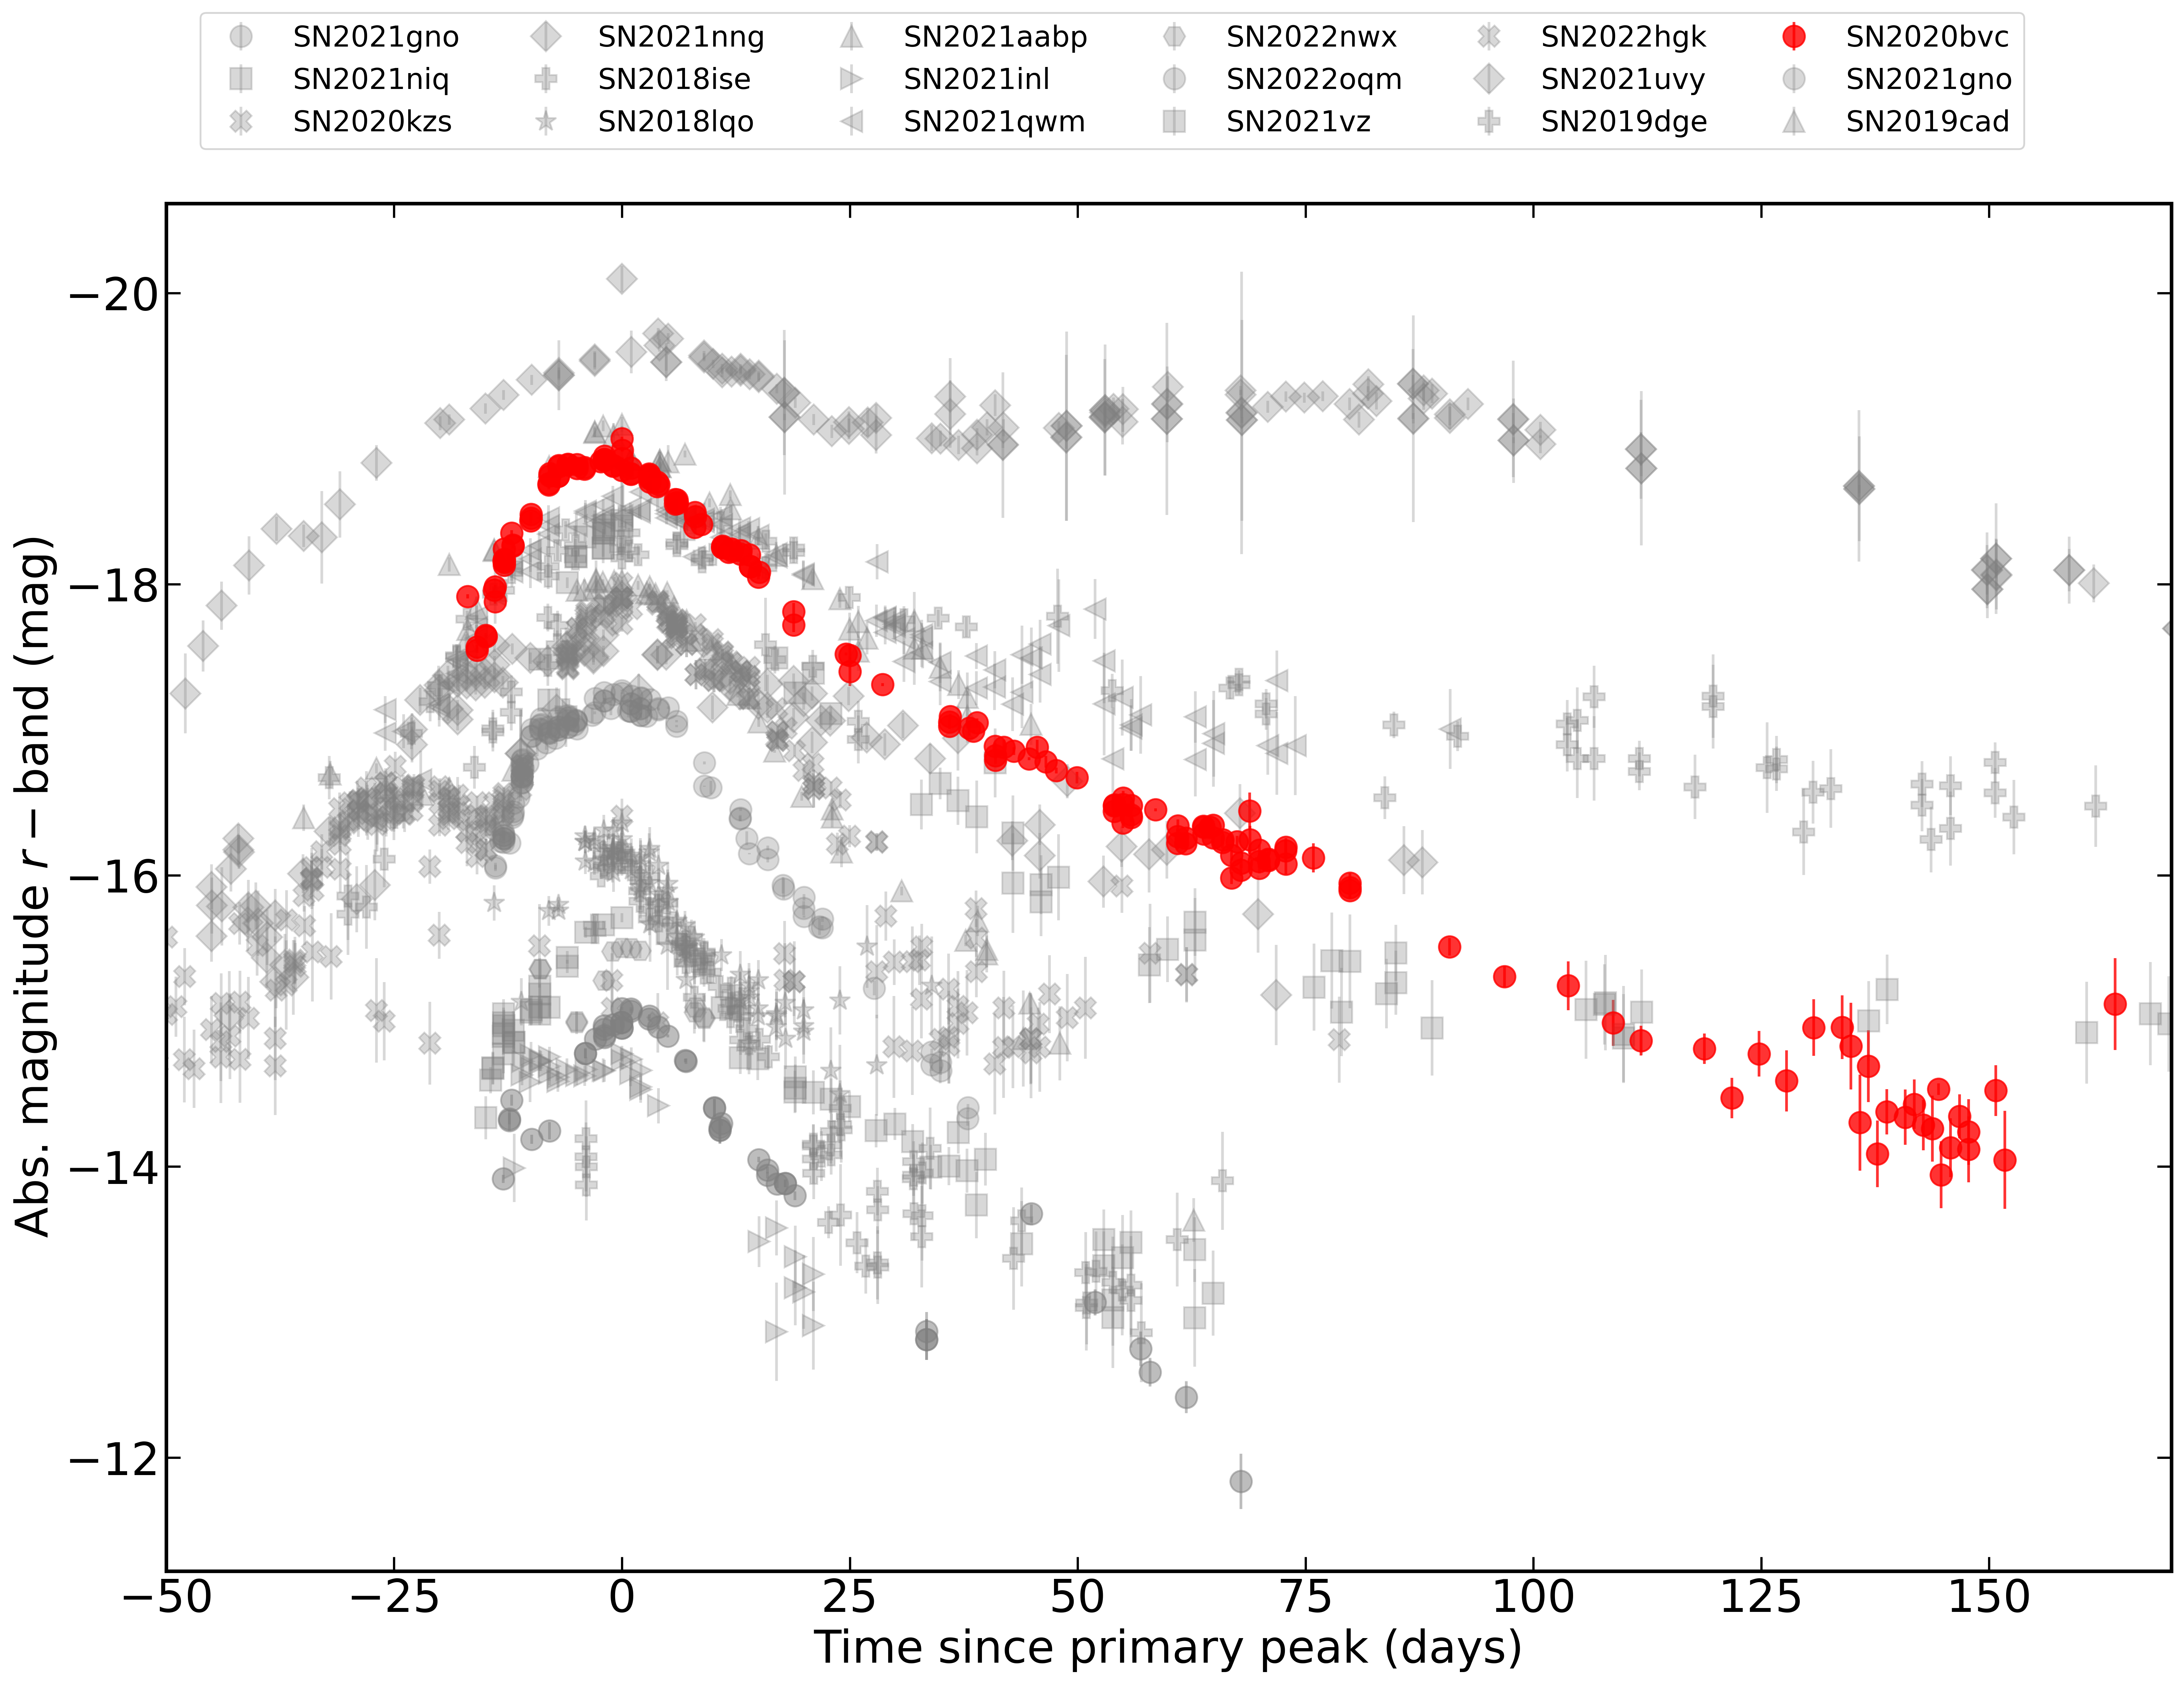 SN2021gno SN2021nng SN2021aabp SN2022nwx SN2022hgk SN2020bvc
SN2021niq SN2018ise SN2021inl SN2022oqm SN2021uvy SN2021gno
SN2020kzs SN2018lqo SN2021qwm SN2021vz SN2019dge SN2019cad
Abs. magnitude r − band (mag)
−20
−18
−16
−14
−12
−50 −25 0 25 50 75 100 125 150
Time since primary peak (days)